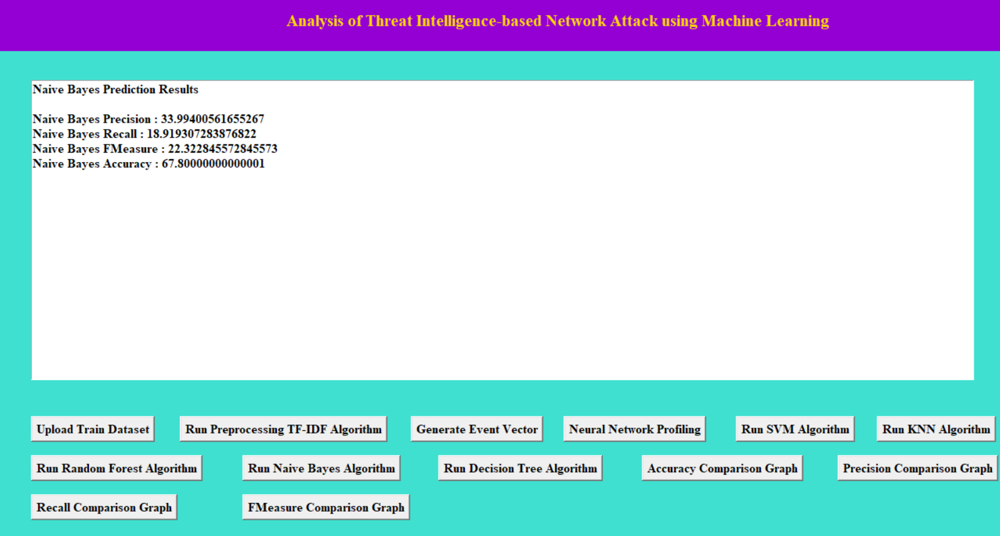 Analysis of Threat Intelligence-based Network Attack using Machine Learning
Naive Bayes Prediction Results
Naive Bayes Precision : 33.99400561655267
Naive Bayes Recall : 18.919307283876822
Naive Bayes FMeasure : 22.322845572845573
Naive Bayes Accuracy : 67.80000000000001
Upload Train Dataset
Run Preprocessing TF-IDF Algorithm
Generate Event Vector
Neural Network Profiling
Run SVM Algorithm
Run KNN Algorithm
Run Random Forest Algorithm
Run Naive Bayes Algorithm
Run Decision Tree Algorithm
Accuracy Comparison Graph
Precision Comparison Graph
Recall Comparison Graph
FMeasure Comparison Graph